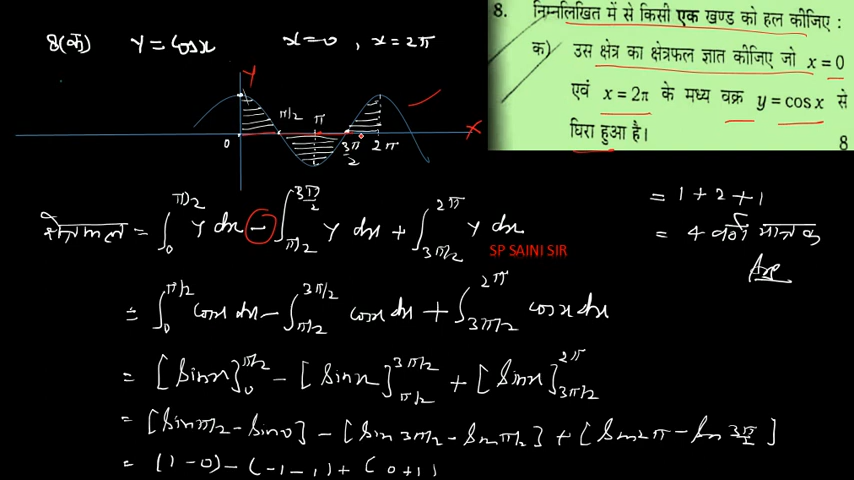 8(क) y = cosx x=0 , x=2π
Y
π/2 π
X
0 3π/2 2π
8. निम्नलिखित में से किसी एक खण्ड को हल कीजिए :
क) उस क्षेत्र का क्षेत्रफल ज्ञात कीजिए जो x = 0
एवं x = 2π के मध्य वक्र y = cos x से
घिरा हुआ है। 8
क्षेत्रफल = ∫₀^{π/2} y dx − ∫_{π/2}^{3π/2} y dx + ∫_{3π/2}^{2π} y dx
SP SAINI SIR
= ∫₀^{π/2} cosx dx − ∫_{π/2}^{3π/2} cosx dx + ∫_{3π/2}^{2π} cosx dx
= [sinx]₀^{π/2} − [sinx]_{π/2}^{3π/2} + [sinx]_{3π/2}^{2π}
= [sinπ/2 − sin0] − [sin 3π/2 − sinπ/2] + [sin2π − sin 3π/2]
= (1−0) − (−1−1) + (0+1)
= 1 + 2 + 1
= 4 वर्ग मात्रक
Ans